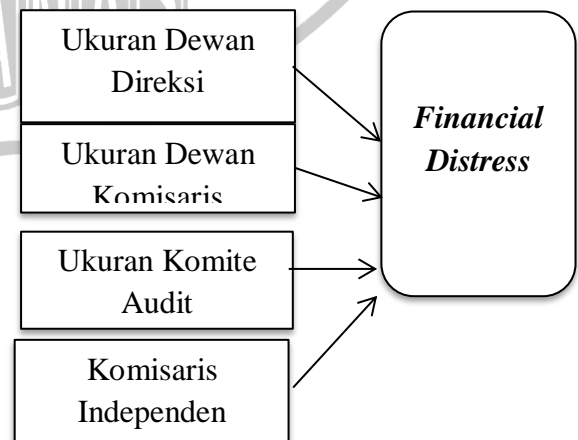 Ukuran Dewan
Direksi
Ukuran Dewan
Komisaris
Ukuran Komite
Audit
Komisaris
Independen
Financial
Distress